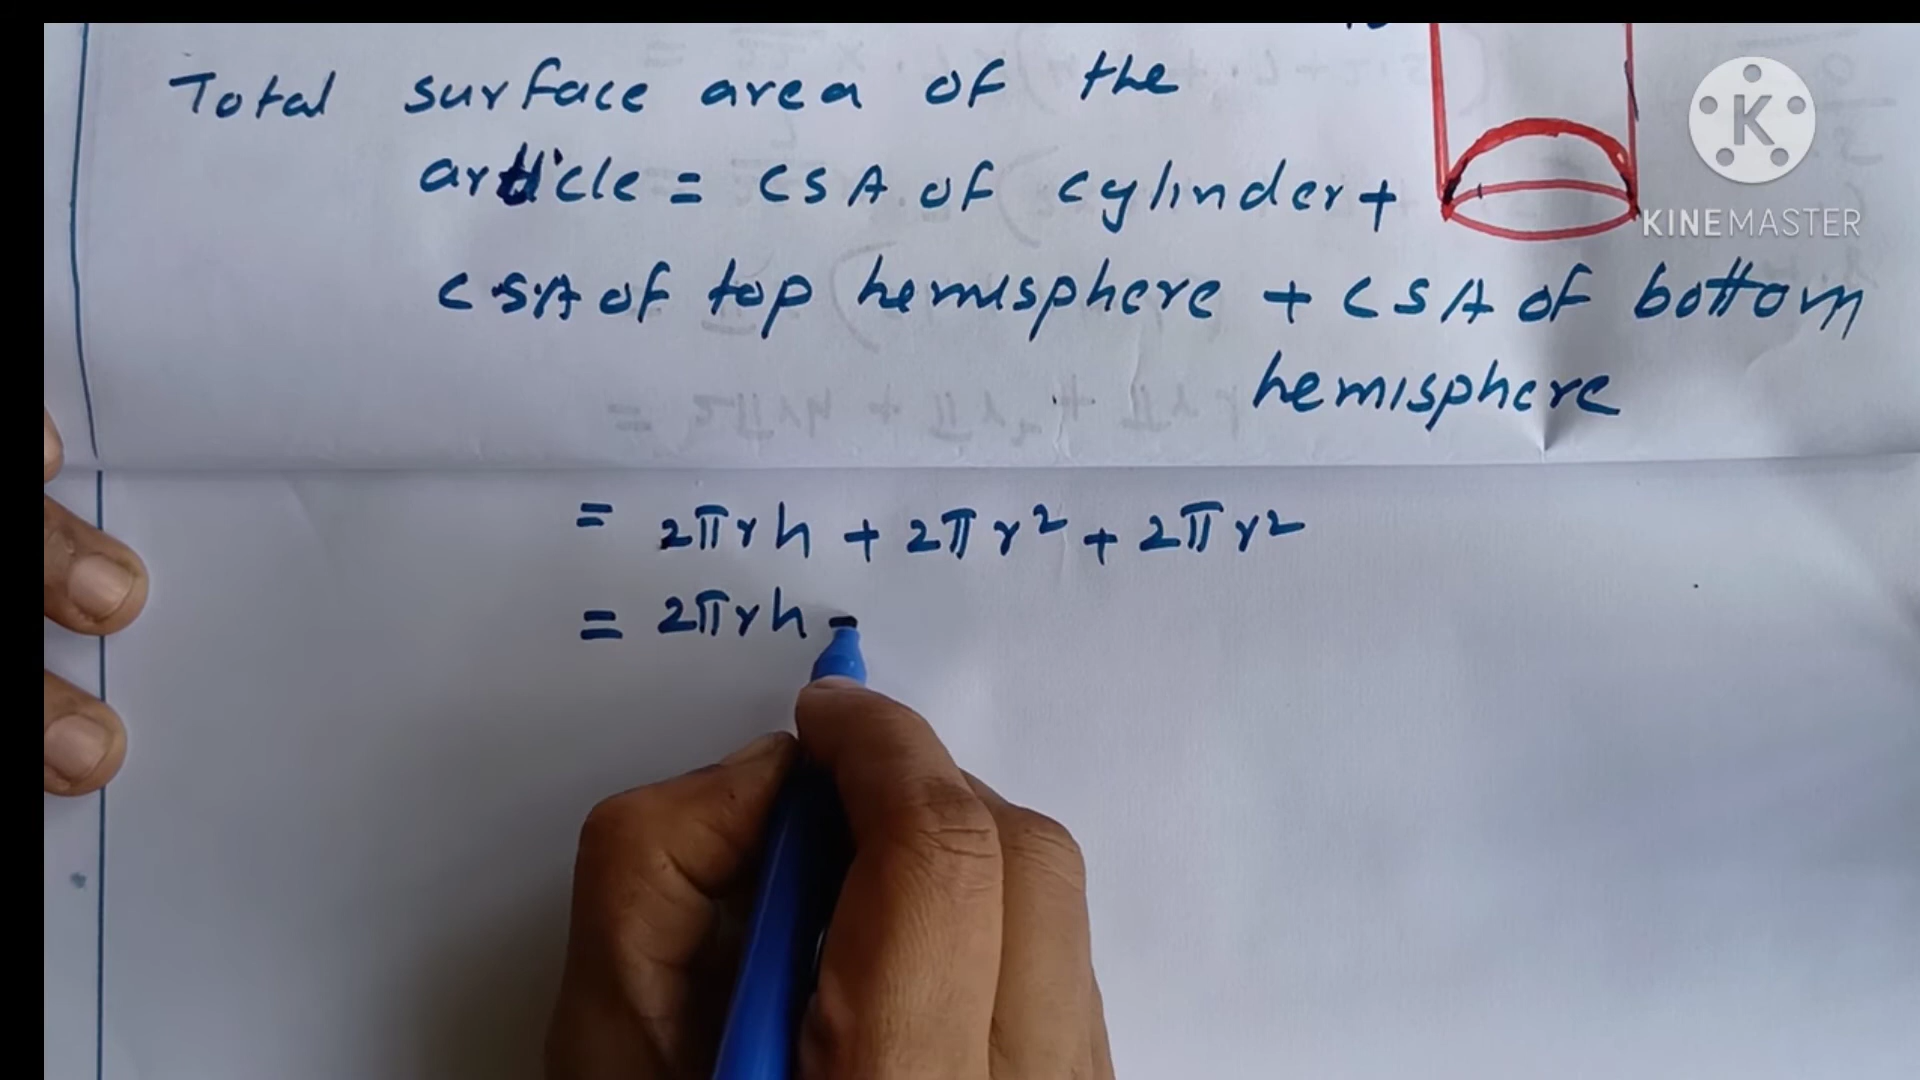 Total surface area of the
article = CSA of cylinder +
CSA of top hemisphere + CSA of bottom
hemisphere
= 2πrh + 2πr² + 2πr²
= 2πrh -
K
KINEMASTER